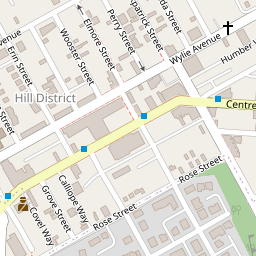 Elmore Street
Perry Street
Wooster Street
Erin Street
Wylie Avenue
Humber
Hill District
Centre
Rose Street
Rose Street
Calliope Way
Grove Street
Covel Way